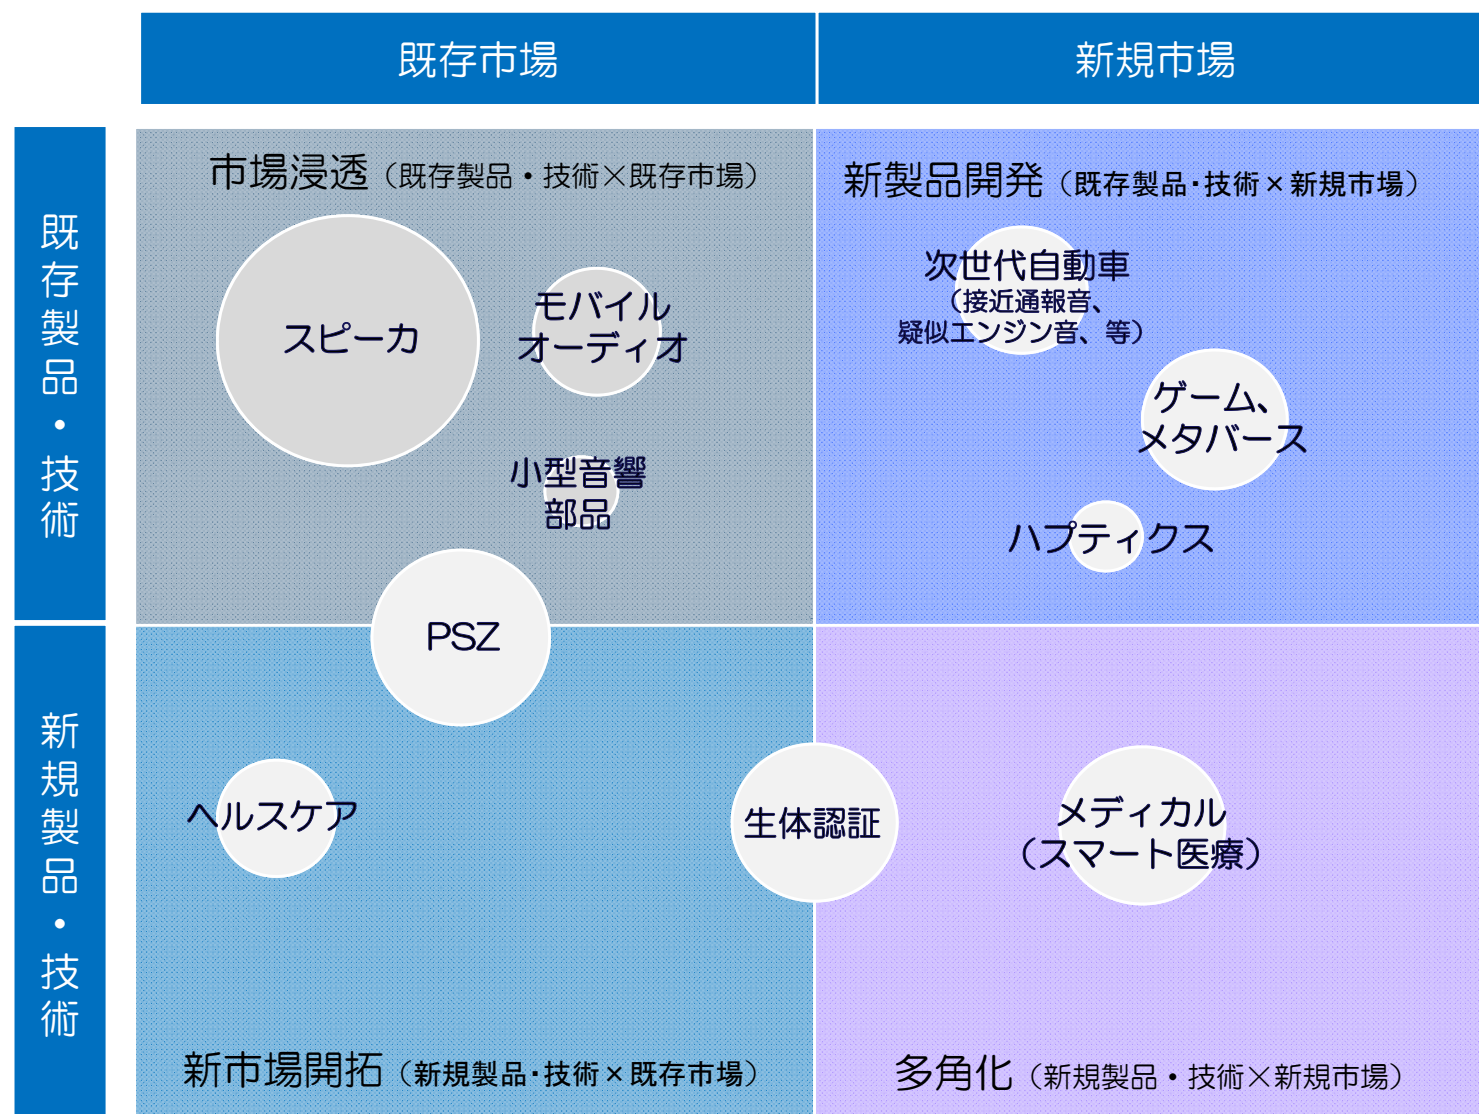 既存市場
新規市場
既存製品・技術
市場浸透（既存製品・技術×既存市場）
スピーカ
モバイル
オーディオ
小型音響
部品
新製品開発（既存製品・技術×新規市場）
次世代自動車
（接近通報音、
疑似エンジン音、等）
ゲーム、
メタバース
ハプティクス
PSZ
新規製品・技術
ヘルスケア
生体認証
メディカル
（スマート医療）
新市場開拓（新規製品・技術×既存市場）
多角化（新規製品・技術×新規市場）